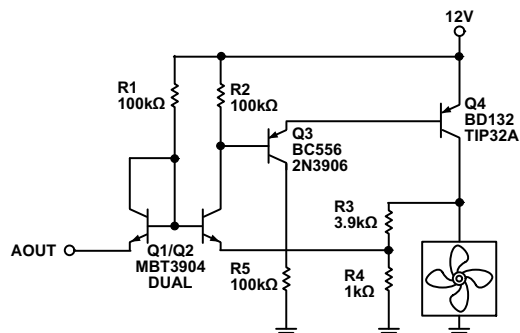 12V
R1
100kΩ
R2
100kΩ
Q3
BC556
2N3906
Q4
BD132
TIP32A
R3
3.9kΩ
AOUT
Q1/Q2
MBT3904
DUAL
R5
100kΩ
R4
1kΩ